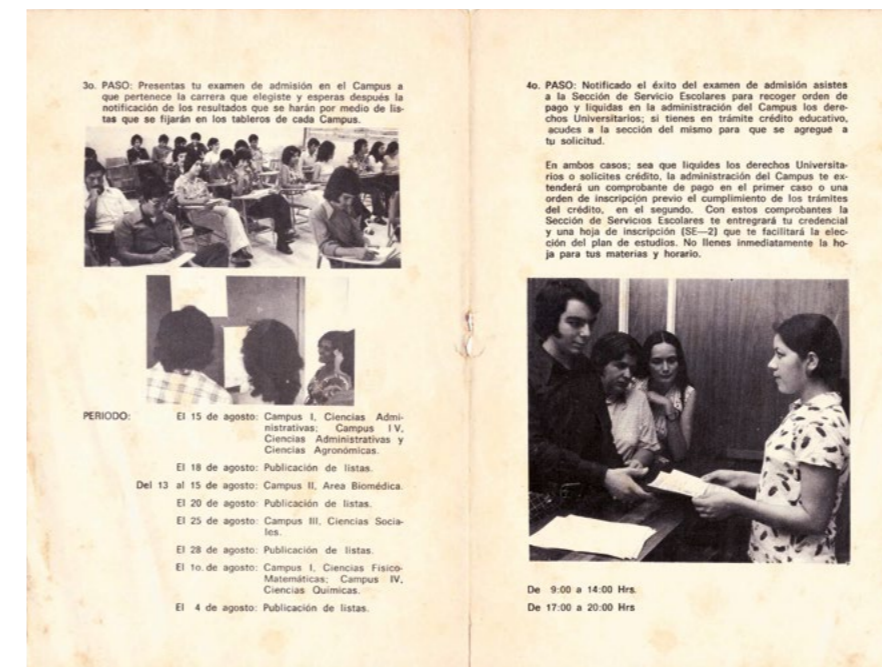 3o. PASO: Presentas tu examen de admisión en el Campus a
que pertenece la carrera que elegiste y esperas después la
notificación de los resultados que se harán por medio de lis-
tas que se fijarán en los tableros de cada Campus.
PERIODO:
El 15 de agosto: Campus I, Ciencias Admi-
nistrativas; Campus IV,
Ciencias Administrativas y
Ciencias Agronómicas.
El 18 de agosto: Publicación de listas.
Del 13 al 15 de agosto: Campus II, Area Biomédica.
El 20 de agosto: Publicación de listas.
El 25 de agosto: Campus III, Ciencias Socia-
les.
El 28 de agosto: Publicación de listas.
El 1o. de agosto: Campus I, Ciencias Físico-
Matemáticas; Campus IV,
Ciencias Químicas.
El 4 de agosto: Publicación de listas.
4o. PASO: Notificado el éxito del examen de admisión asistes
a la Sección de Servicio Escolares para recoger orden de
pago y liquidas en la administración del Campus los dere-
chos Universitarios; si tienes en trámite crédito educativo,
acudes a la sección del mismo para que se agregue a
tu solicitud.
En ambos casos; sea que liquides los derechos Universita-
rios o solicites crédito, la administración del Campus te ex-
tenderá un comprobante de pago en el primer caso o una
orden de inscripción previo el cumplimiento de los trámites
del crédito, en el segundo. Con estos comprobantes la
Sección de Servicios Escolares te entregrará tu credencial
y una hoja de inscripción (SE—2) que te facilitará la elec-
ción del plan de estudios. No llenes inmediatamente la ho-
ja para tus materias y horario.
De 9:00 a 14:00 Hrs.
De 17:00 a 20:00 Hrs